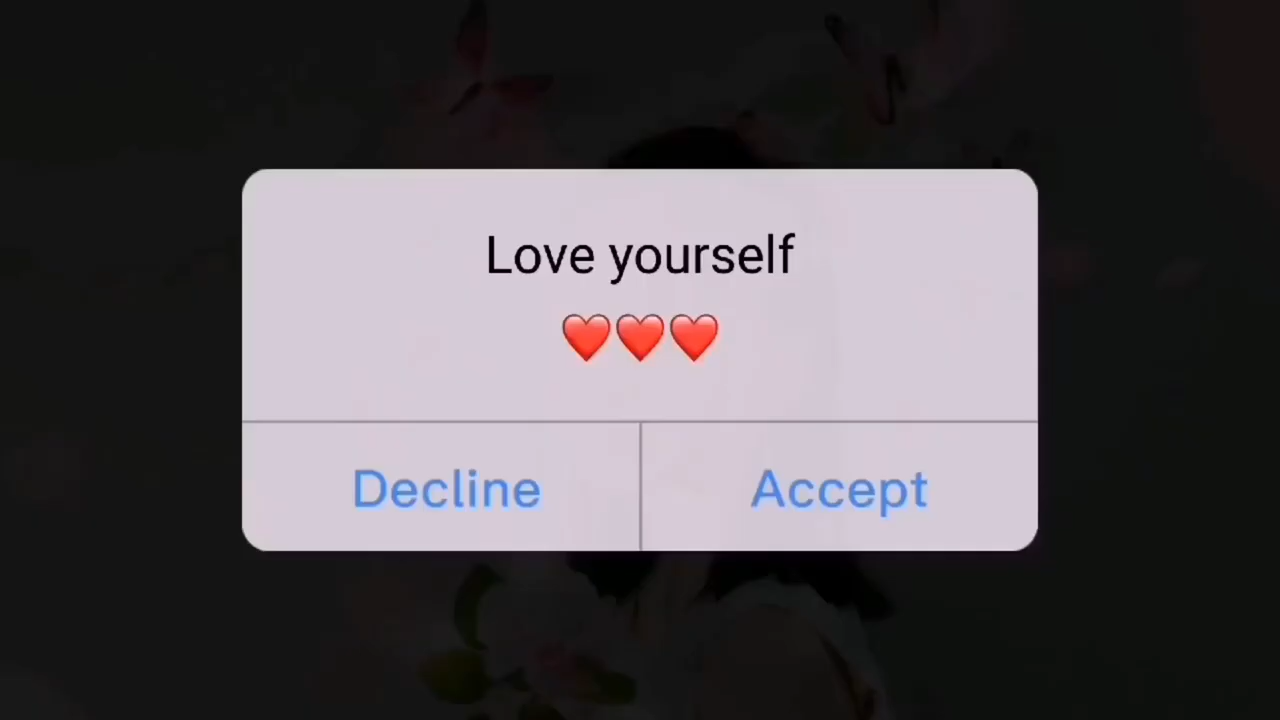 Love yourself
❤️❤️❤️
Decline
Accept